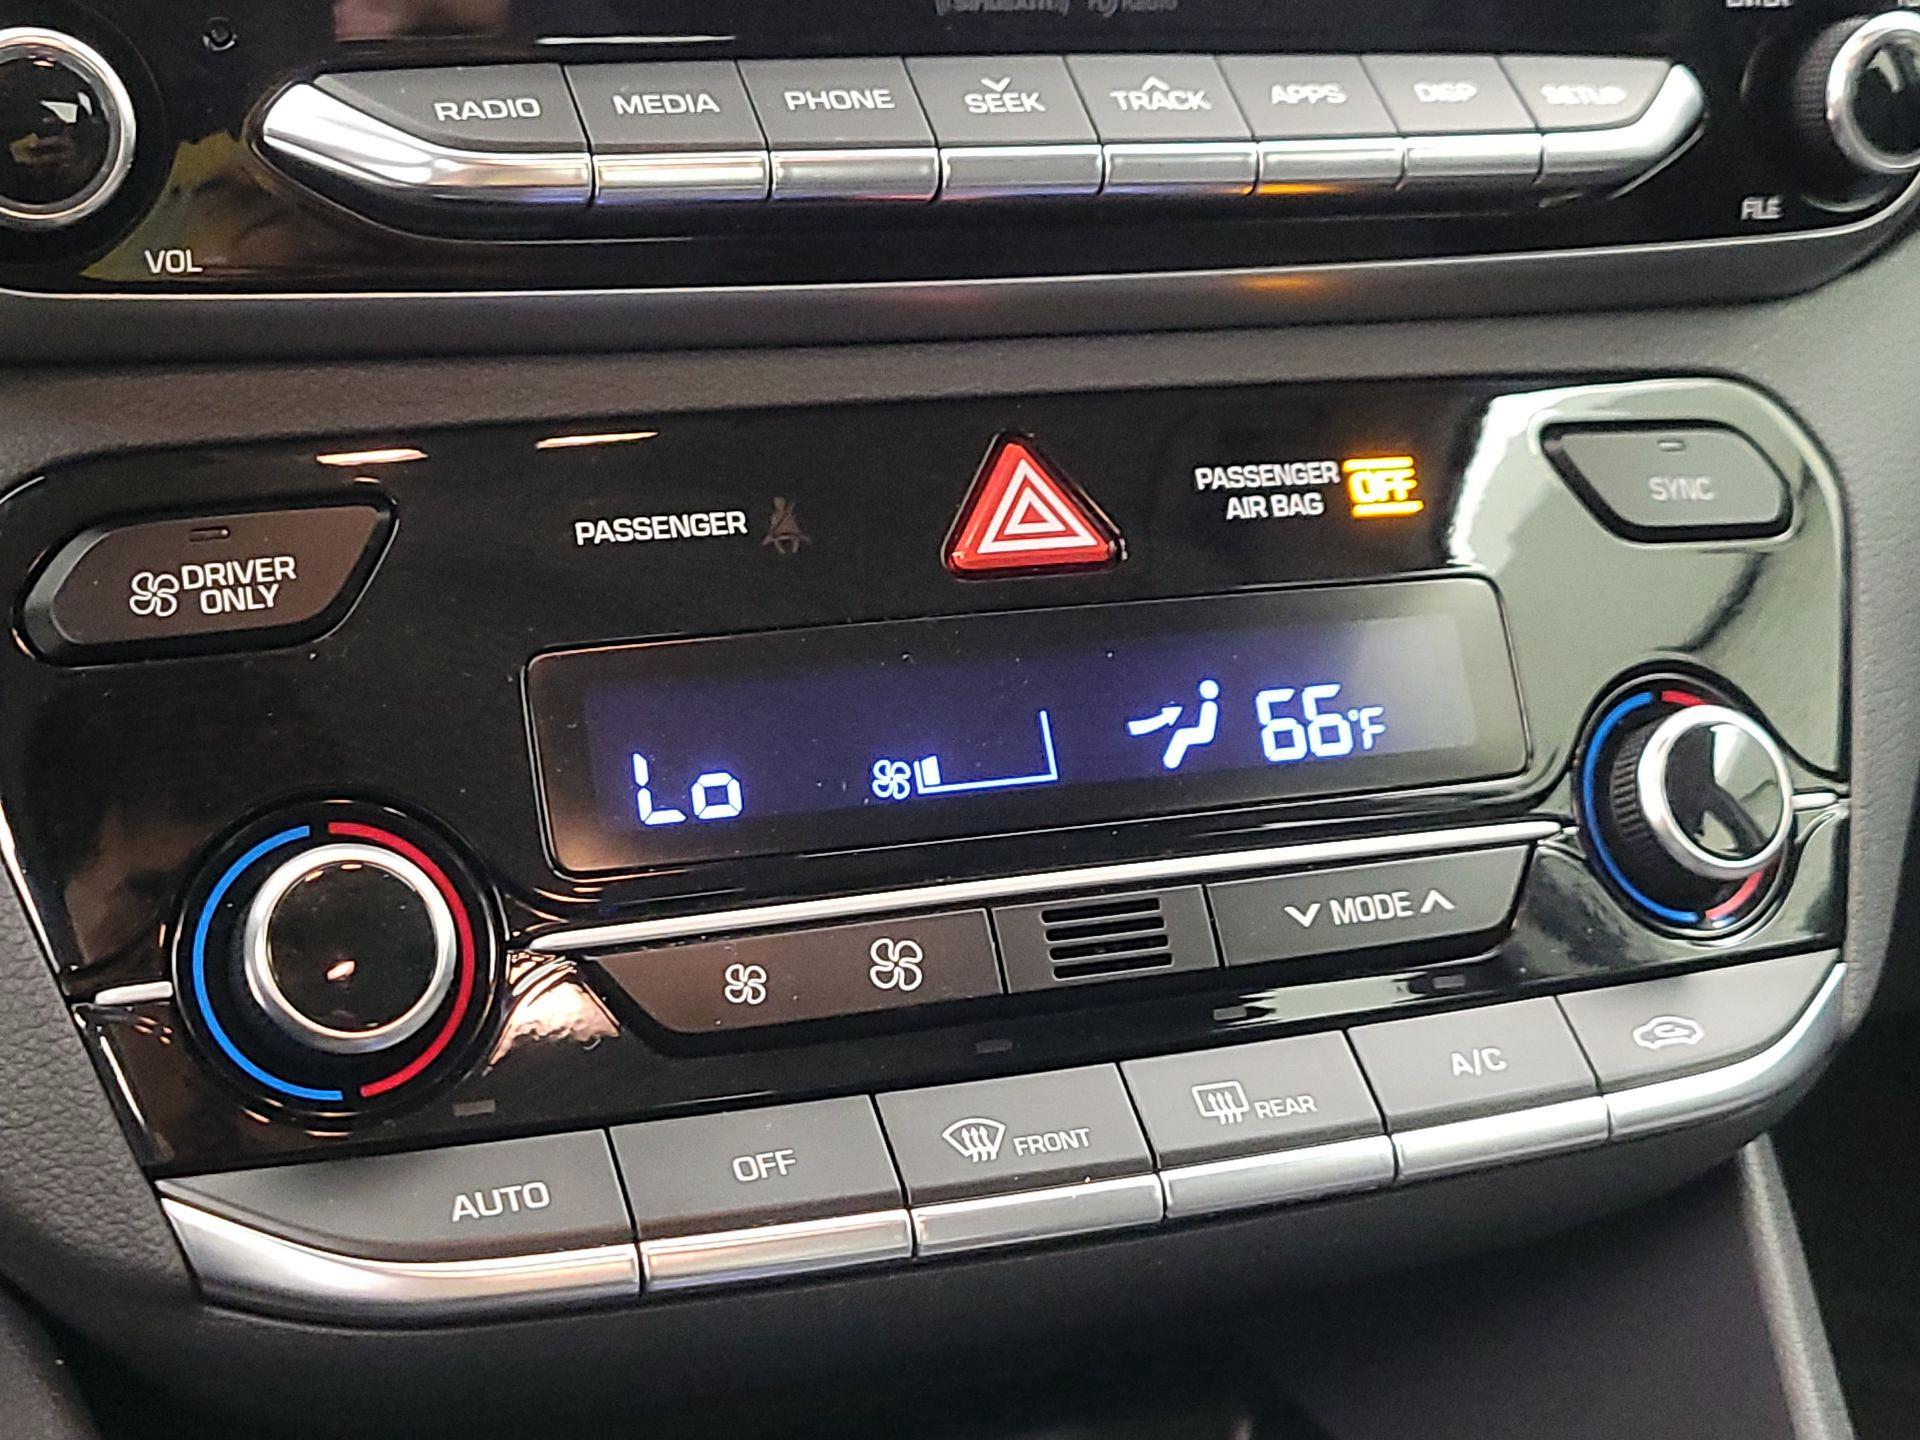 RADIO
MEDIA
PHONE
SEEK
TRACK
APPS
DISP
SETUP
VOL
FILE
DRIVER
ONLY
PASSENGER
PASSENGER
AIR BAG
OFF
SYNC
Lo
66°F
MODE
AUTO
OFF
FRONT
REAR
A/C